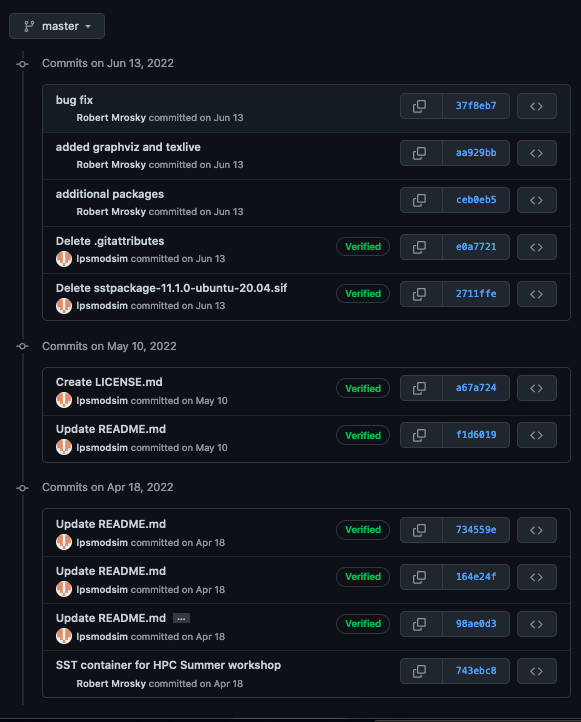 master
Commits on Jun 13, 2022
bug fix
37f8eb7
Robert Mrosky committed on Jun 13
added graphviz and texlive
aa929bb
Robert Mrosky committed on Jun 13
additional packages
ceb0eb5
Robert Mrosky committed on Jun 13
Delete .gitattributes
Verified
e0a7721
lpsmodsim committed on Jun 13
Delete sstpackage-11.1.0-ubuntu-20.04.sif
Verified
2711ffe
lpsmodsim committed on Jun 13
Commits on May 10, 2022
Create LICENSE.md
Verified
a67a724
lpsmodsim committed on May 10
Update README.md
Verified
f1d6019
lpsmodsim committed on May 10
Commits on Apr 18, 2022
Update README.md
Verified
734559e
lpsmodsim committed on Apr 18
Update README.md
Verified
164e24f
lpsmodsim committed on Apr 18
Update README.md ...
Verified
98ae0d3
lpsmodsim committed on Apr 18
SST container for HPC Summer workshop
743ebc8
Robert Mrosky committed on Apr 18